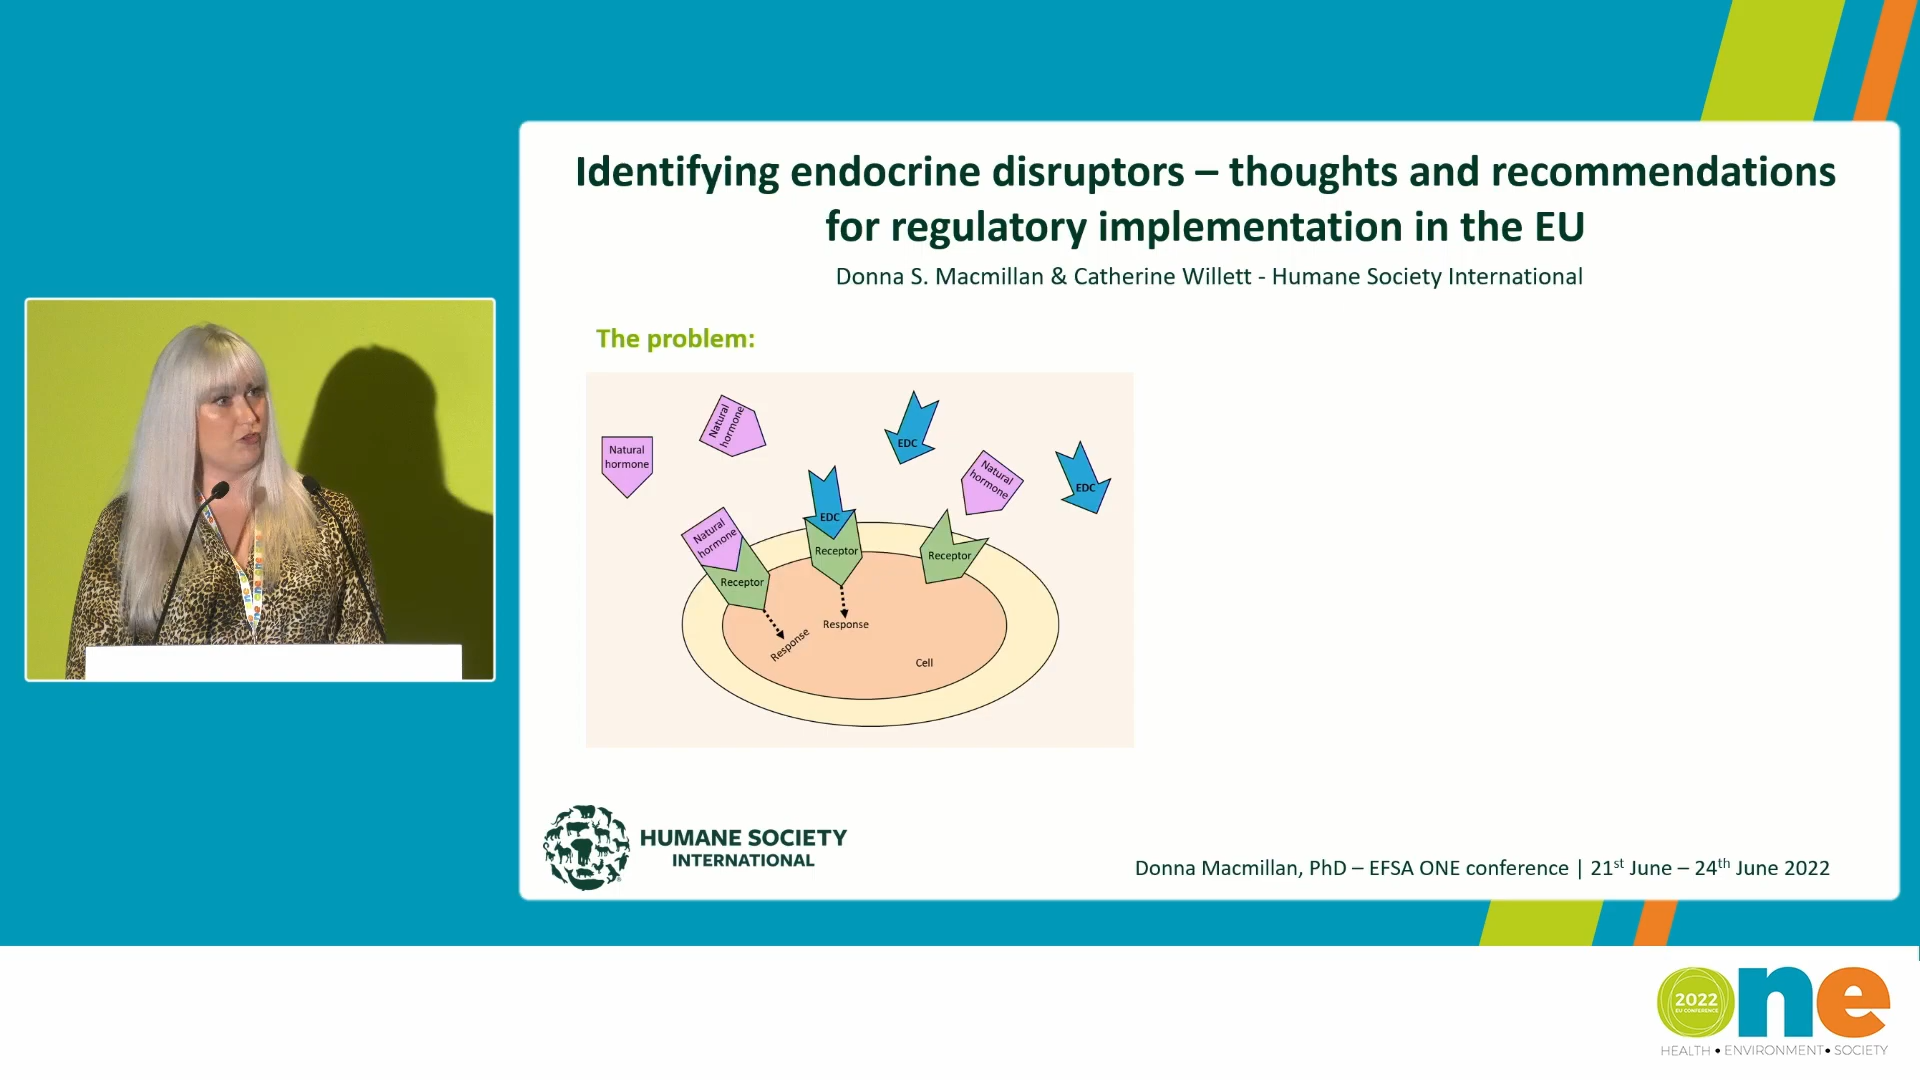 Identifying endocrine disruptors – thoughts and recommendations
for regulatory implementation in the EU
Donna S. Macmillan & Catherine Willett - Humane Society International
The problem:
Natural
hormone
Natural
hormone
EDC
Natural
hormone
EDC
Natural
hormone
Receptor
EDC
Receptor
Receptor
Response
Response
Cell
HUMANE SOCIETY
INTERNATIONAL
Donna Macmillan, PhD – EFSA ONE conference | 21st June – 24th June 2022
one
2022
EU CONFERENCE
one
HEALTH • ENVIRONMENT • SOCIETY